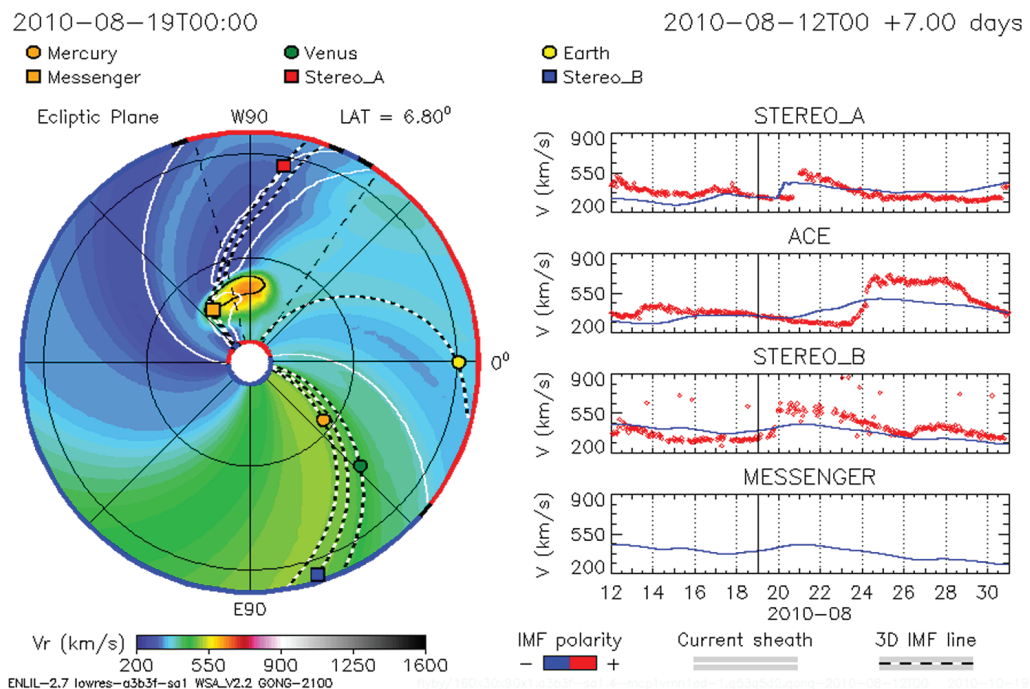 2010-08-19T00:00
2010-08-12T00 +7.00 days
Mercury
Venus
Earth
Messenger
Stereo_A
Stereo_B
Ecliptic Plane
W90
LAT = 6.80⁰
0⁰
E90
STEREO_A
900
550
200
V (km/s)
ACE
900
550
200
V (km/s)
STEREO_B
900
550
200
V (km/s)
MESSENGER
900
550
200
V (km/s)
12 14 16 18 20 22 24 26 28 30
2010-08
Vr (km/s)
200 550 900 1250 1600
IMF polarity
- +
Current sheath
3D IMF line
ENLIL-2.7 lowres-a3b3f-sa1 WSA_V2.2 GONG-2100